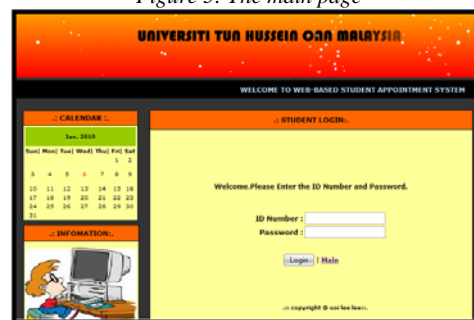 Figure 3: The main page
UNIVERSITI TUN HUSSEIN ONN MALAYSIA
WELCOME TO WEB-BASED STUDENT APPOINTMENT SYSTEM
.: CALENDAR :.
Jan. 2010
Sun| Mon| Tue| Wed| Thu| Fri| Sat
1 2
3 4 5 6 7 8 9
10 11 12 13 14 15 16
17 18 19 20 21 22 23
24 25 26 27 28 29 30
31
.: INFOMATION:.
.: STUDENT LOGIN:.
Welcome.Please Enter the ID Number and Password.
ID Number :
Password :
Login | Main
.:: copyright @ ooi lee lee::.